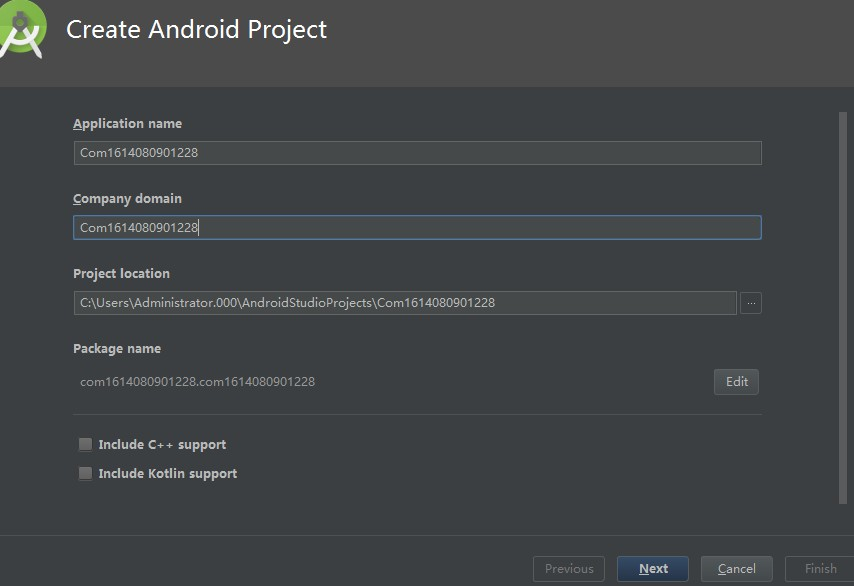 Create Android Project
Application name
Com1614080901228
Company domain
Com1614080901228
Project location
C:\Users\Administrator.000\AndroidStudioProjects\Com1614080901228
...
Package name
com1614080901228.com1614080901228
Edit
Include C++ support
Include Kotlin support
Previous
Next
Cancel
Finish